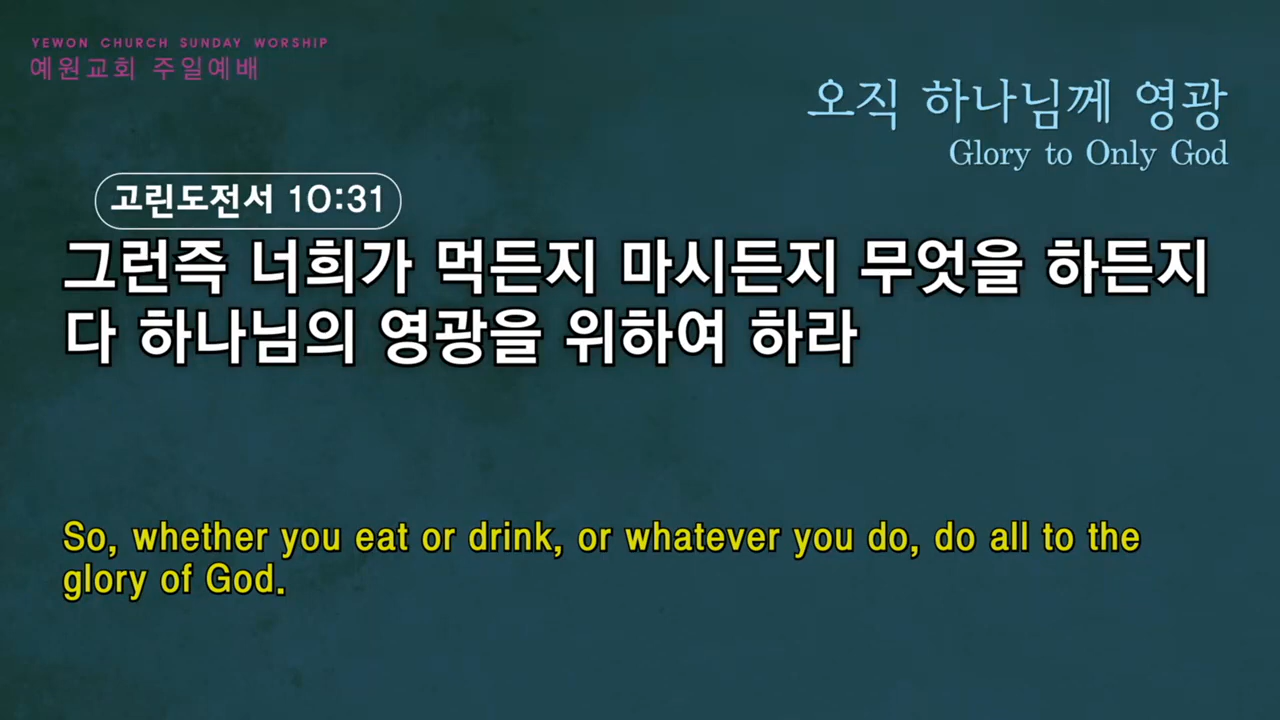 YEWON CHURCH SUNDAY WORSHIP
예원교회 주일예배
오직 하나님께 영광
Glory to Only God
고린도전서 10:31
그런즉 너희가 먹든지 마시든지 무엇을 하든지
다 하나님의 영광을 위하여 하라
So, whether you eat or drink, or whatever you do, do all to the
glory of God.